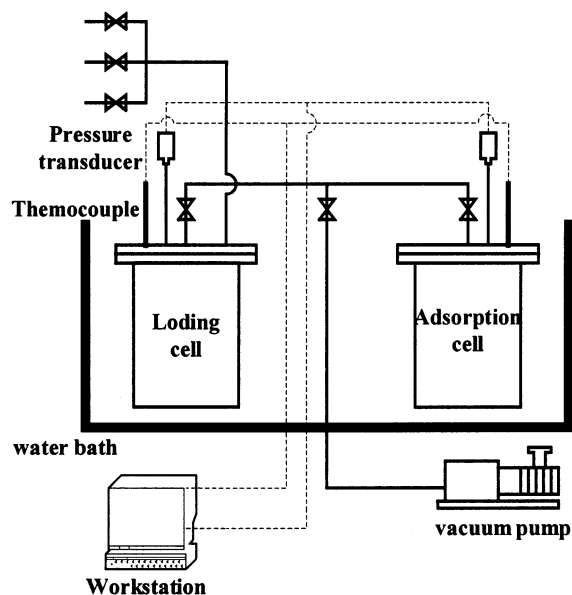 Pressure
transducer
Themocouple
Loding
cell
Adsorption
cell
water bath
vacuum pump
Workstation